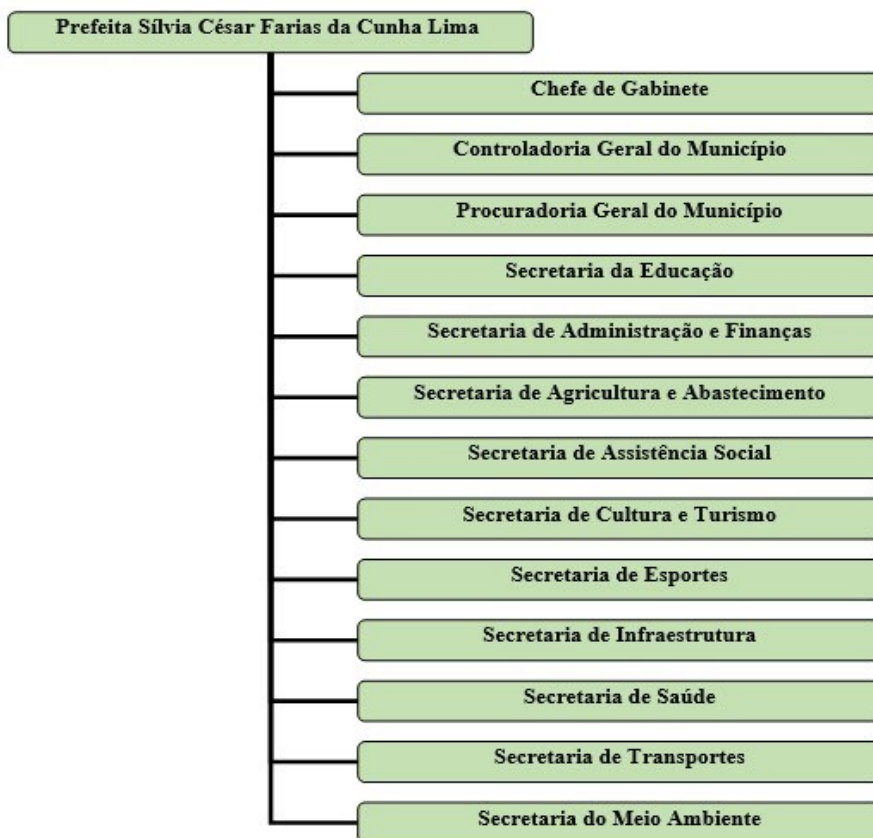 Prefeita Sílvia César Farias da Cunha Lima
Chefe de Gabinete
Controladoria Geral do Município
Procuradoria Geral do Município
Secretaria da Educação
Secretaria de Administração e Finanças
Secretaria de Agricultura e Abastecimento
Secretaria de Assistência Social
Secretaria de Cultura e Turismo
Secretaria de Esportes
Secretaria de Infraestrutura
Secretaria de Saúde
Secretaria de Transportes
Secretaria do Meio Ambiente